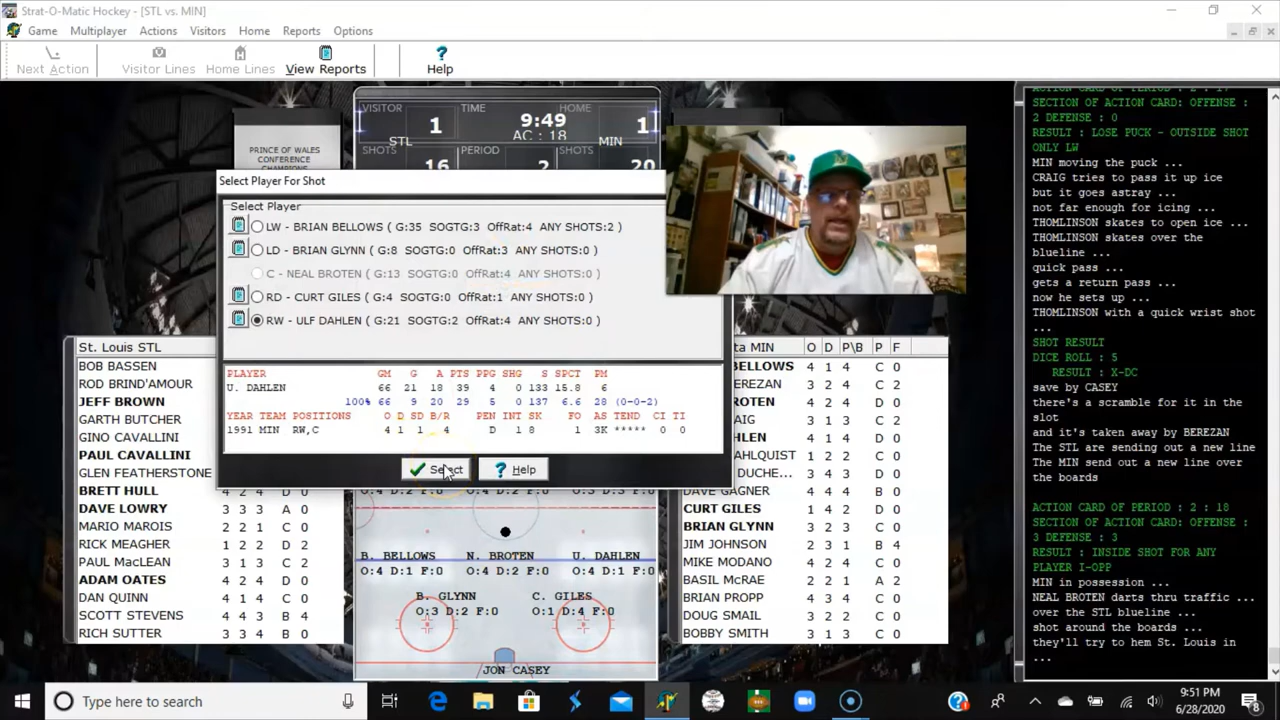 Strat-O-Matic Hockey - [STL vs. MIN]
Game Multiplayer Actions Visitors Home Reports Options
Next Action Visitor Lines Home Lines View Reports Help
VISITOR TIME HOME
1 9:49 1
STL AC : 18 MIN
SHOTS PERIOD SHOTS
16 2 20
PRINCE OF WALES
CONFERENCE
CHAMPIONS
Select Player For Shot
Select Player
LW - BRIAN BELLOWS ( G:35 SOGTG:3 OffRat:4 ANY SHOTS:2 )
LD - BRIAN GLYNN ( G:8 SOGTG:0 OffRat:3 ANY SHOTS:0 )
C - NEAL BROTEN ( G:13 SOGTG:0 OffRat:4 ANY SHOTS:0 )
RD - CURT GILES ( G:4 SOGTG:0 OffRat:1 ANY SHOTS:0 )
RW - ULF DAHLEN ( G:21 SOGTG:2 OffRat:4 ANY SHOTS:0 )
PLAYER GM G A PTS PPG SHG S SPCT PM
U. DAHLEN 66 21 18 39 4 0 133 15.8 6
100% 66 9 20 29 5 0 137 6.6 28 (0-0-2)
YEAR TEAM POSITIONS O D SD B/R PEN INT SK FO AS TEND CI TI
1991 MIN RW,C 4 1 1 4 D 1 8 1 3K ***** 0 0
Select Help
St. Louis STL
BOB BASSEN
ROD BRIND'AMOUR
JEFF BROWN
GARTH BUTCHER
GINO CAVALLINI
PAUL CAVALLINI
GLEN FEATHERSTONE
BRETT HULL 4 2 2 D 0
DAVE LOWRY 3 3 3 A 0
MARIO MAROIS 2 2 1 C 0
RICK MEAGHER 1 2 2 D 2
PAUL MacLEAN 3 1 3 C 2
ADAM OATES 4 2 4 D 0
DAN QUINN 4 1 4 C 0
SCOTT STEVENS 4 4 4 B 4
RICH SUTTER 3 3 4 B 0
B. BELLOWS N. BROTEN U. DAHLEN
O:4 D:1 F:0 O:4 D:2 F:0 O:4 D:1 F:0
B. GLYNN C. GILES
O:3 D:2 F:0 O:1 D:4 F:0
JON CASEY
ta MIN O D P\B P F
BELLOWS 4 1 4 C 0
BEREZAN 3 4 3 C 2
ROTEN 4 2 4 C 0
AIG 3 1 3 C 2
HLEN 4 1 4 D 0
AHLQUIST 2 2 3 C 0
DUCHE... 3 4 3 D 0
DAVE GAGNER 4 4 4 B 0
CURT GILES 1 4 2 D 0
BRIAN GLYNN 3 2 3 C 0
JIM JOHNSON 2 3 1 B 4
MIKE MODANO 4 2 4 C 0
BASIL McRAE 2 2 1 A 2
BRIAN PROPP 4 3 4 C 0
DOUG SMAIL 3 2 2 C 0
BOBBY SMITH 3 1 3 C 0
SECTION OF ACTION CARD: OFFENSE :
2 DEFENSE : 0
RESULT : LOSE PUCK - OUTSIDE SHOT
ONLY LW
MIN moving the puck ...
CRAIG tries to pass it up ice
but it goes astray ...
not far enough for icing ...
THOMLINSON skates to open ice ...
THOMLINSON skates over the
blueline ...
quick pass ...
gets a return pass ...
now he sets up ...
THOMLINSON with a quick wrist shot
...
SHOT RESULT
DICE ROLL : 5
RESULT : X-DC
save by CASEY
there's a scramble for it in the
slot
and it's taken away by BEREZAN
The STL are sending out a new line
The MIN send out a new line over
the boards
ACTION CARD OF PERIOD : 2 : 18
SECTION OF ACTION CARD: OFFENSE :
3 DEFENSE : 3
RESULT : INSIDE SHOT FOR ANY
PLAYER I-OPP
MIN in possession ...
NEAL BROTEN darts thru traffic ...
over the STL blueline ...
shot around the boards ...
they'll try to hem St. Louis in
...
Type here to search
9:51 PM
6/28/2020
8